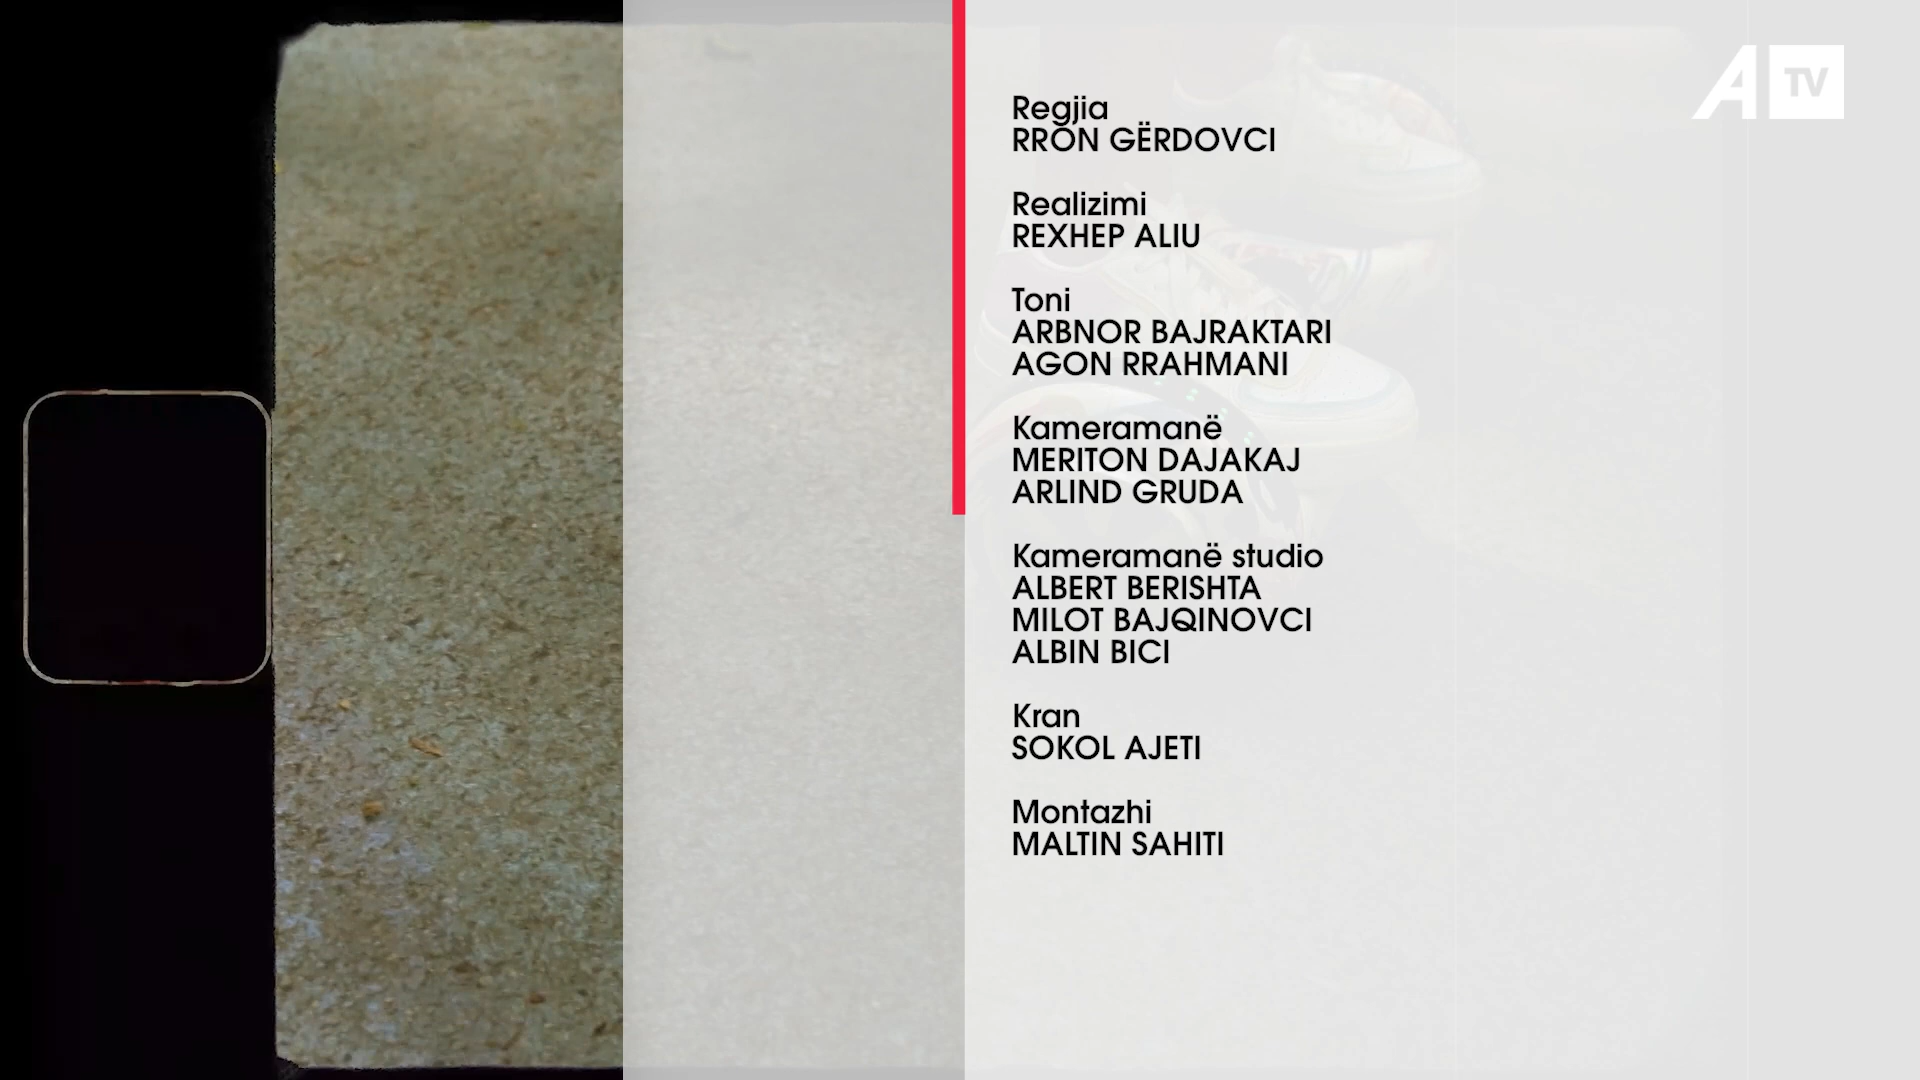 A TV
Regjia
RRON GËRDOVCI
Realizimi
REXHEP ALIU
Toni
ARBNOR BAJRAKTARI
AGON RRAHMANI
Kameramanë
MERITON DAJAKAJ
ARLIND GRUDA
Kameramanë studio
ALBERT BERISHTA
MILOT BAJQINOVCI
ALBIN BICI
Kran
SOKOL AJETI
Montazhi
MALTIN SAHITI